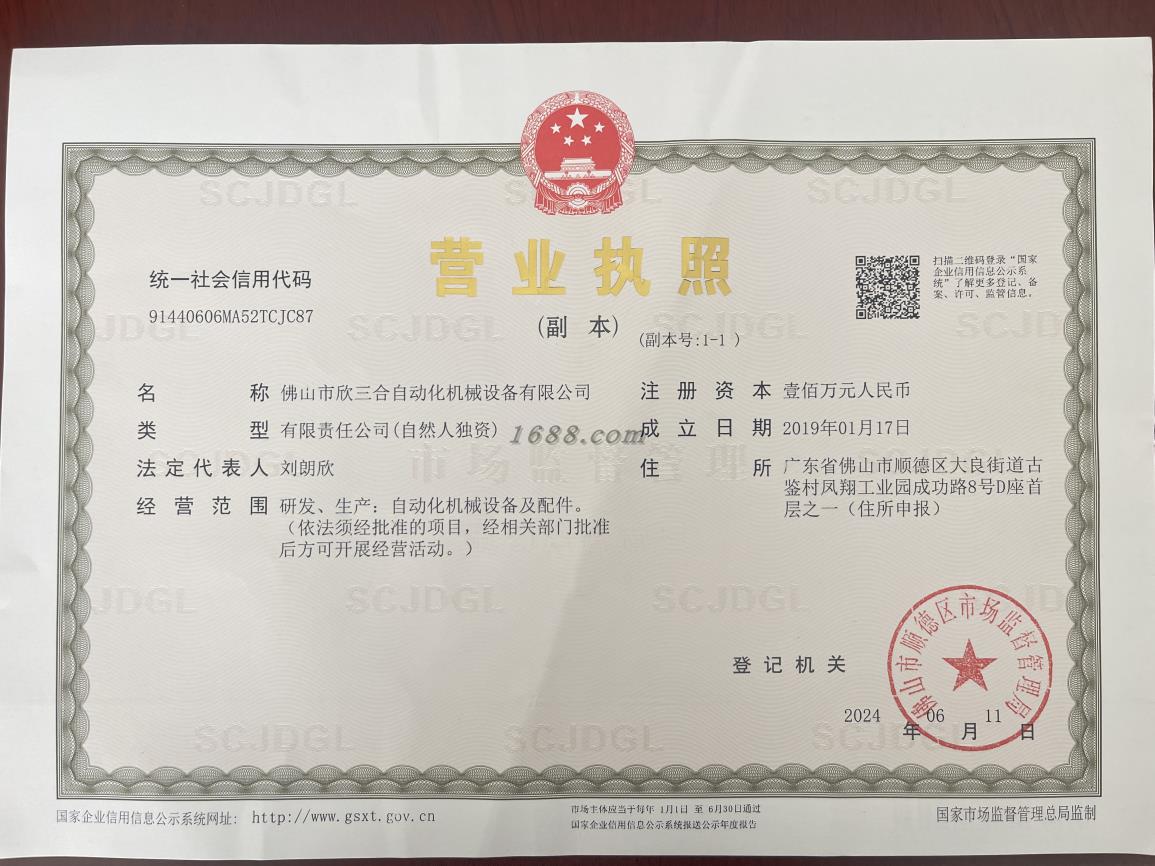 营业执照
(副 本)
(副本号:1-1 )
统一社会信用代码
91440606MA52TCJC87
扫描二维码登录“国家
企业信用信息公示系
统”了解更多登记、备
案、许可、监管信息。
名 称 佛山市欣三合自动化机械设备有限公司
类 型 有限责任公司(自然人独资)
法定代表人 刘朗欣
经营范围 研发、生产：自动化机械设备及配件。
（依法须经批准的项目，经相关部门批准
后方可开展经营活动。）
注册资本 壹佰万元人民币
成立日期 2019年01月17日
住 所 广东省佛山市顺德区大良街道古
鉴村凤翔工业园成功路8号D座首
层之一（住所申报）
1688.com
SCJDGL
市场监督管理
登记机关
佛山市顺德区市场监督管理局
2024年06月11日
国家企业信用信息公示系统网址: http://www.gsxt.gov.cn
市场主体应当于每年 1月1日 至 6月30日通过
国家企业信用信息公示系统报送公示年度报告
国家市场监督管理总局监制